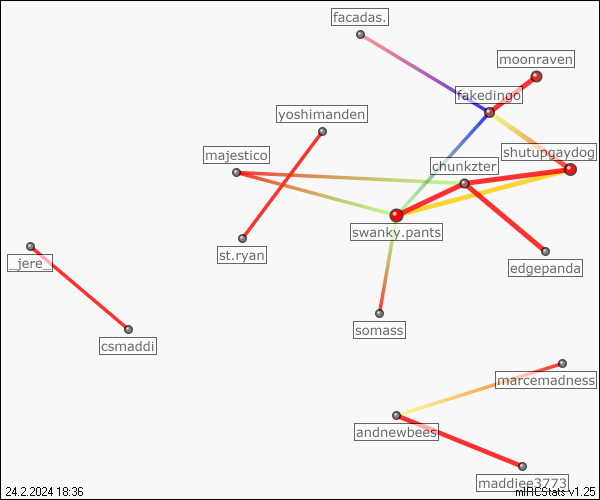 facadas.
moonraven
fakedingo
yoshimanden
shutupgaydog
majestico
chunkzter
swanky.pants
st.ryan
_jere_
edgepanda
somass
csmaddi
marcemadness
andnewbees
maddiee3773
24.2.2024 18:36
mIRCStats v1.25